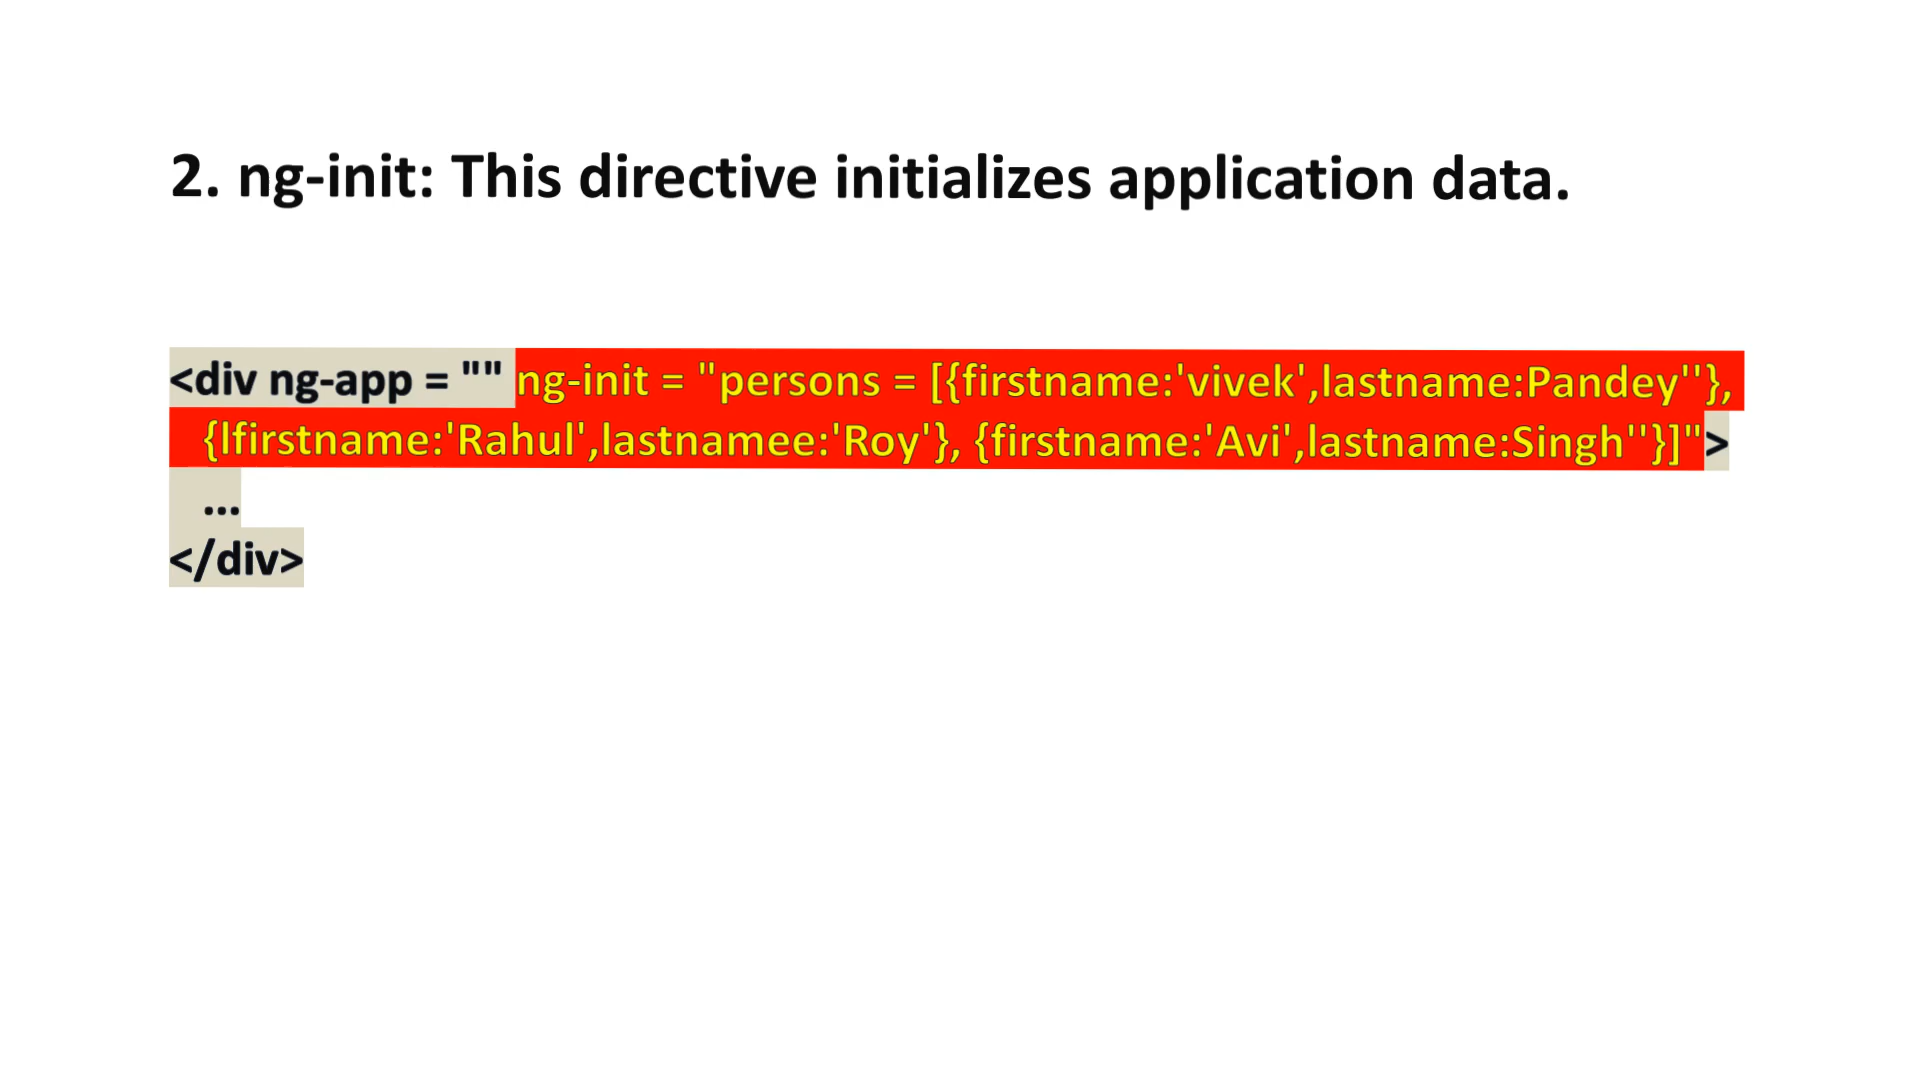 2. ng-init: This directive initializes application data.
<div ng-app = "" ng-init = "persons = [{firstname:'vivek',lastname:Pandey''},
{lfirstname:'Rahul',lastnamee:'Roy'}, {firstname:'Avi',lastname:Singh''}]">
...
</div>